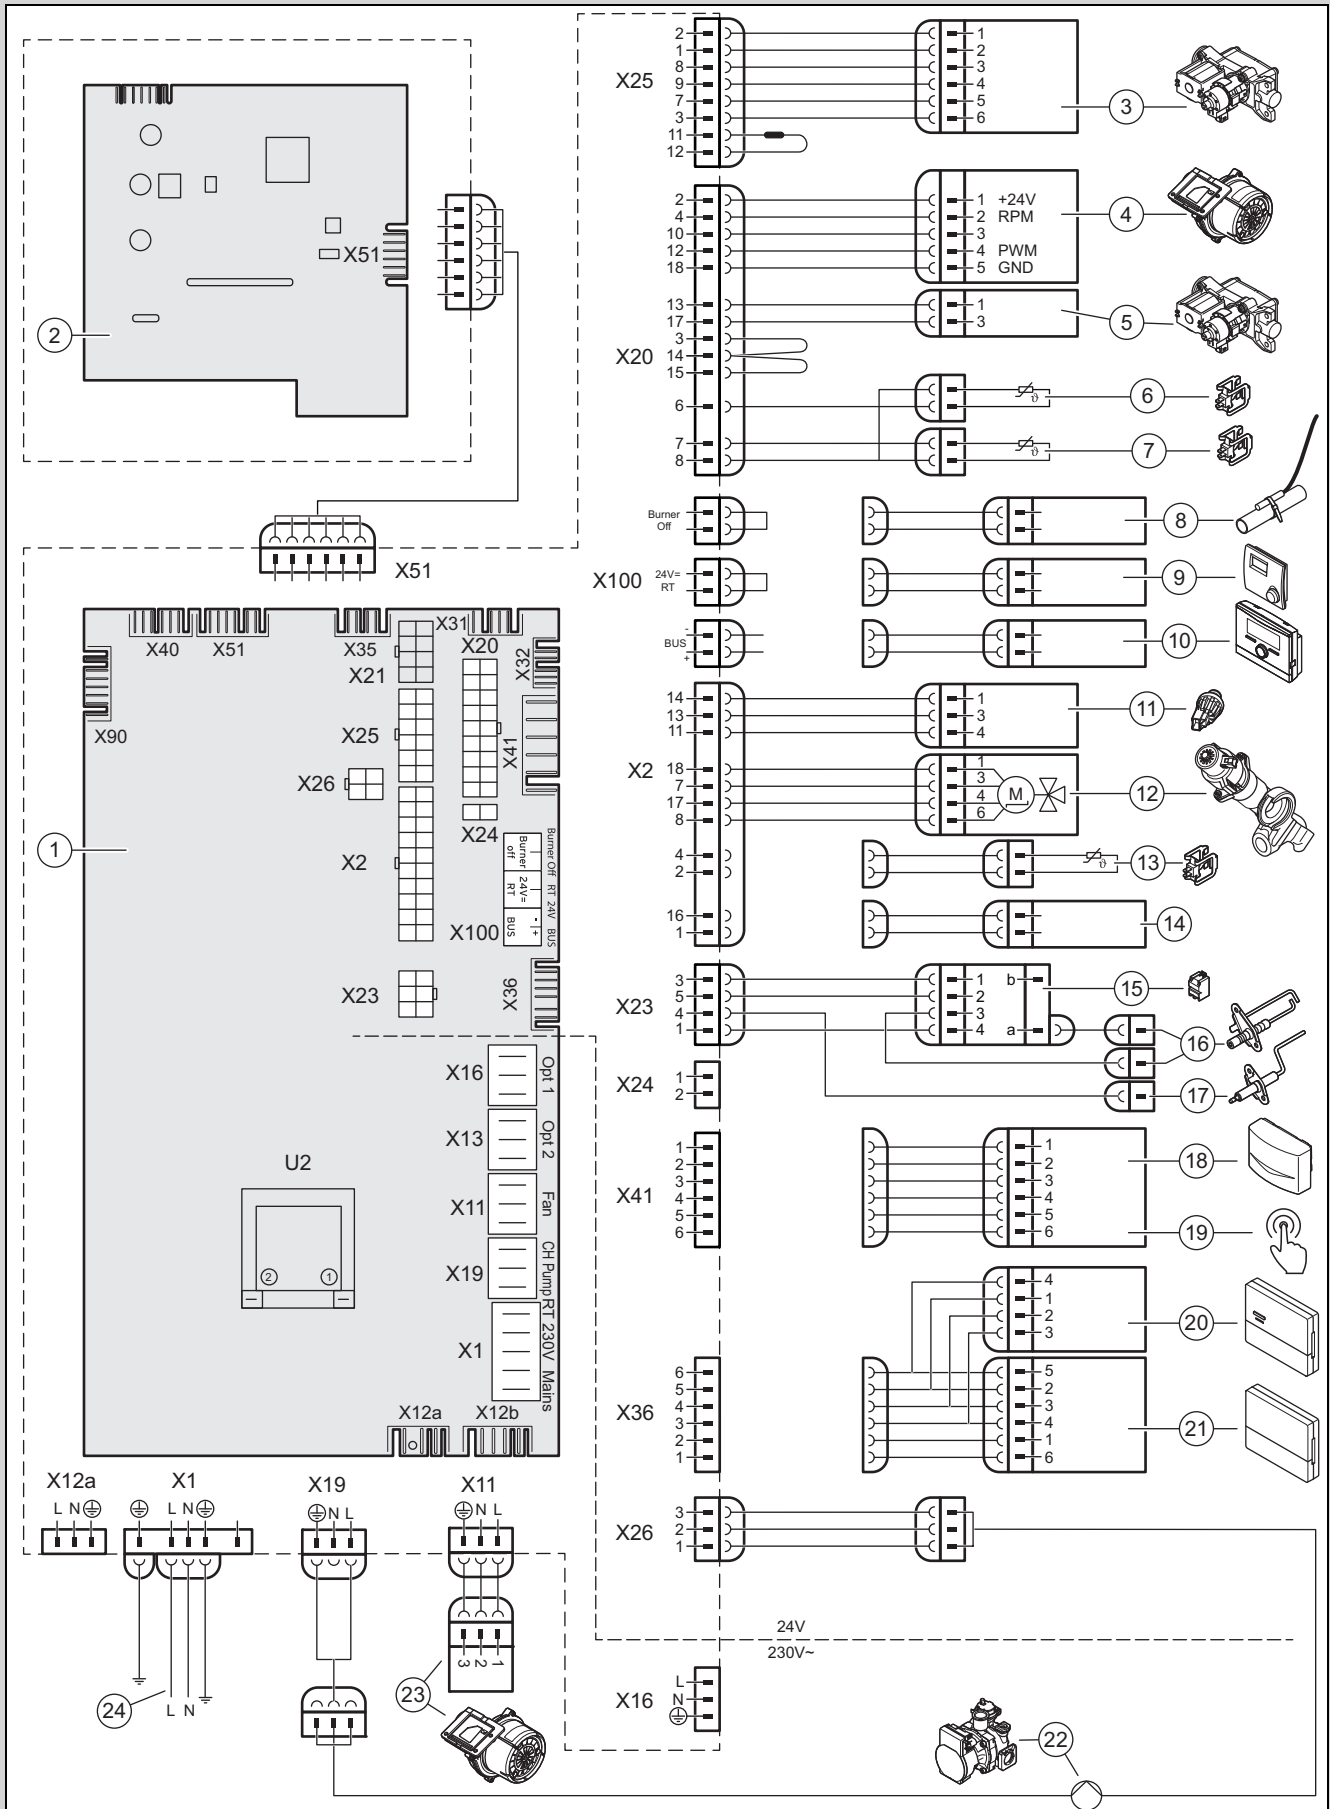 X25
2
1
8
9
7
3
11
12
1
2
3
4
5
6
3
2
4
10
12
18
1 +24V
2 RPM
3
4 PWM
5 GND
4
X51
2
X20
13
17
3
14
15
6
7
8
1
3
5
ϑ
6
ϑ
7
Burner
Off
8
X51
X100
24V=
RT
9
-
BUS
+
10
X40
X51
X35
X31
X21
X20
X32
X90
X25
X41
X26
X24
X2
1
Burner
off
24V=
RT
BUS
- +
Burner Off RT 24V BUS
X100
X23
X36
X2
14
13
11
1
3
4
11
18
7
17
8
1
3
4
6
M
12
4
2
ϑ
13
16
1
14
X23
3
5
4
1
1
2
3
4
b
a
15
16
17
X24
1
2
X16
Opt 1
X13
Opt 2
X11
Fan
X19
CH Pump
X1
RT 230V Mains
U2
2
1
X12a
X12b
X41
1
2
3
4
5
6
1
2
3
4
5
6
18
19
4
1
2
3
20
X36
6
5
4
3
2
1
5
2
3
4
1
6
21
X26
3
2
1
X12a
L N
X1
L N
X19
N L
X11
N L
24V
230V~
3 2 1
23
24
L N
X16
L
N
22